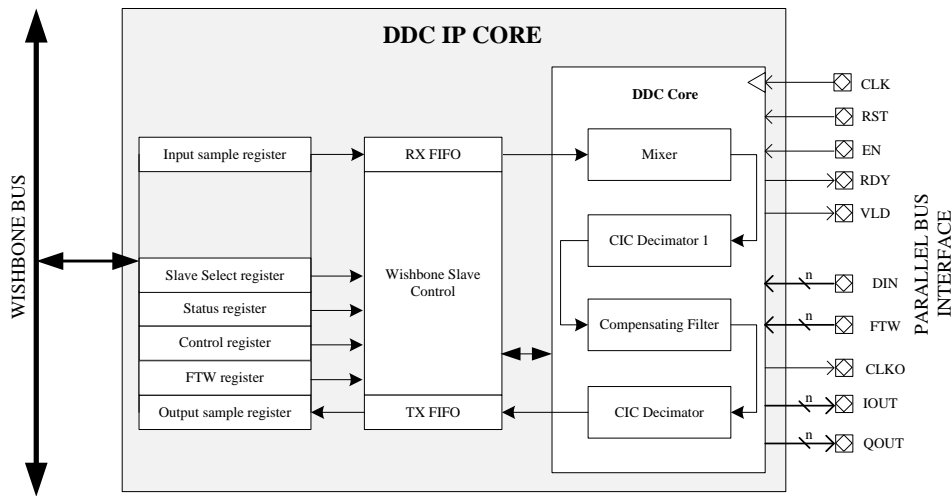 DDC IP CORE
WISHBONE BUS
Input sample register
Slave Select register
Status register
Control register
FTW register
Output sample register
RX FIFO
Wishbone Slave
Control
TX FIFO
DDC Core
Mixer
CIC Decimator 1
Compensating Filter
CIC Decimator
CLK
RST
EN
RDY
VLD
n
DIN
n
FTW
CLKO
n
IOUT
n
QOUT
PARALLEL BUS
INTERFACE